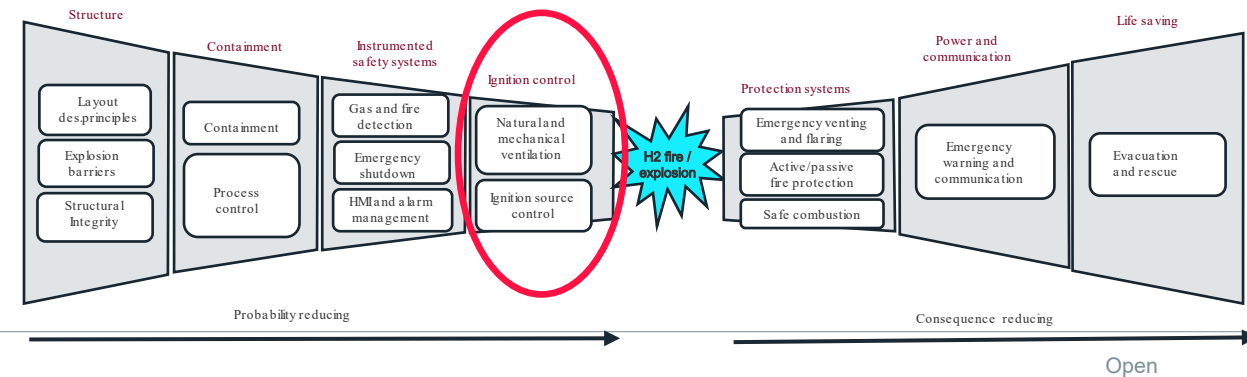 Structure
Layout
des.principles
Explosion
barriers
Structural
Integrity
Containment
Containment
Process
control
Instrumented
safety systems
Gas and fire
detection
Emergency
shutdown
HMI and alarm
management
Ignition control
Natural and
mechanical
ventilation
Ignition source
control
H2 fire /
explosion
Protection systems
Emergency venting
and flaring
Active/passive
fire protection
Safe combustion
Power and
communication
Emergency
warning and
communication
Life saving
Evacuation
and rescue
Probability reducing
Consequence reducing
Open